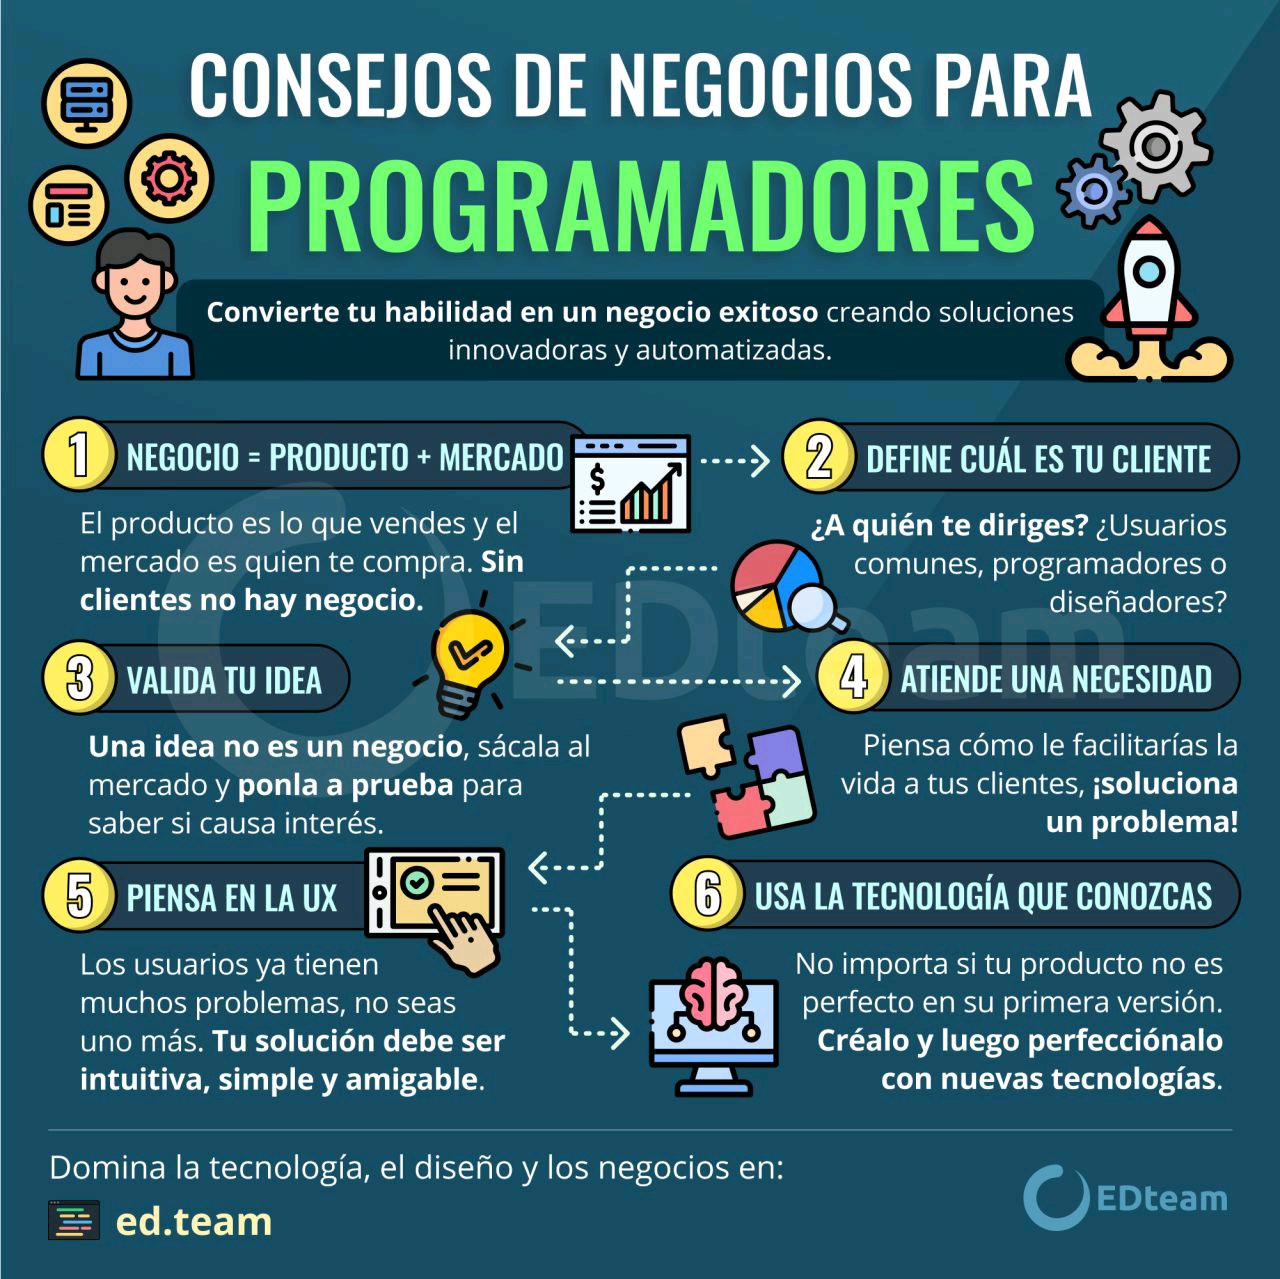 CONSEJOS DE NEGOCIOS PARA
PROGRAMADORES
Convierte tu habilidad en un negocio exitoso creando soluciones
innovadoras y automatizadas.
1 NEGOCIO = PRODUCTO + MERCADO
El producto es lo que vendes y el
mercado es quien te compra. Sin
clientes no hay negocio.
$
2 DEFINE CUÁL ES TU CLIENTE
¿A quién te diriges? ¿Usuarios
comunes, programadores o
diseñadores?
3 VALIDA TU IDEA
Una idea no es un negocio, sácala al
mercado y ponla a prueba para
saber si causa interés.
4 ATIENDE UNA NECESIDAD
Piensa cómo le facilitarías la
vida a tus clientes, ¡soluciona
un problema!
5 PIENSA EN LA UX
Los usuarios ya tienen
muchos problemas, no seas
uno más. Tu solución debe ser
intuitiva, simple y amigable.
6 USA LA TECNOLOGÍA QUE CONOZCAS
No importa si tu producto no es
perfecto en su primera versión.
Créalo y luego perfecciónalo
con nuevas tecnologías.
EDteam
Domina la tecnología, el diseño y los negocios en:
ed.team
EDteam